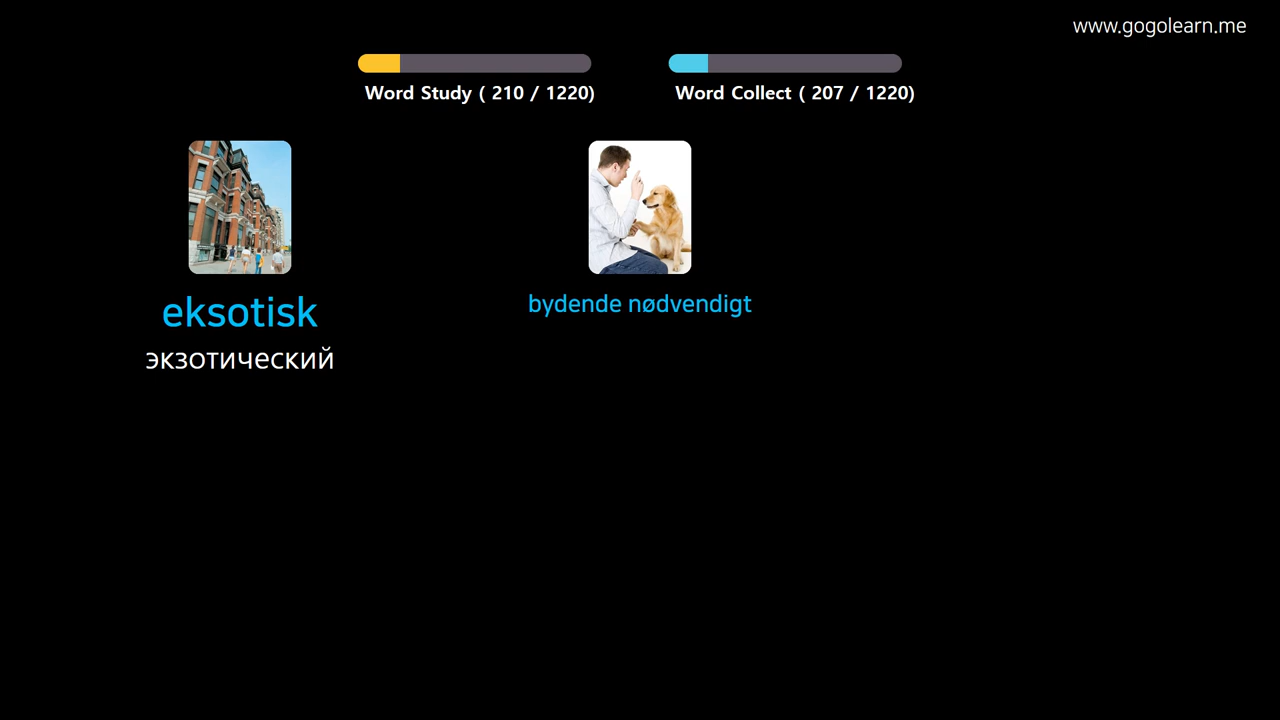 www.gogolearn.me
Word Study ( 210 / 1220)
Word Collect ( 207 / 1220)
eksotisk
экзотический
bydende nødvendigt